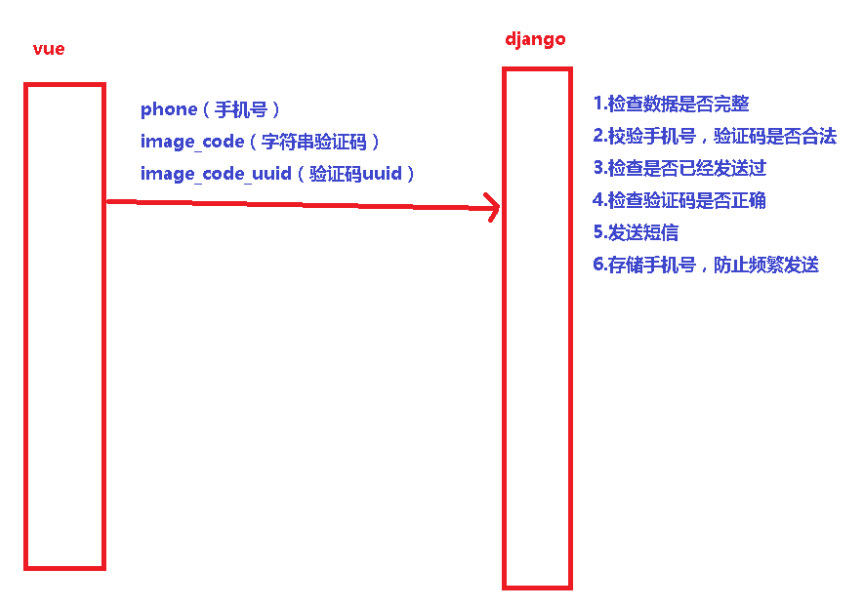 vue
django
phone（手机号）
image_code（字符串验证码）
image_code_uuid（验证码uuid）
1.检查数据是否完整
2.校验手机号，验证码是否合法
3.检查是否已经发送过
4.检查验证码是否正确
5.发送短信
6.存储手机号，防止频繁发送